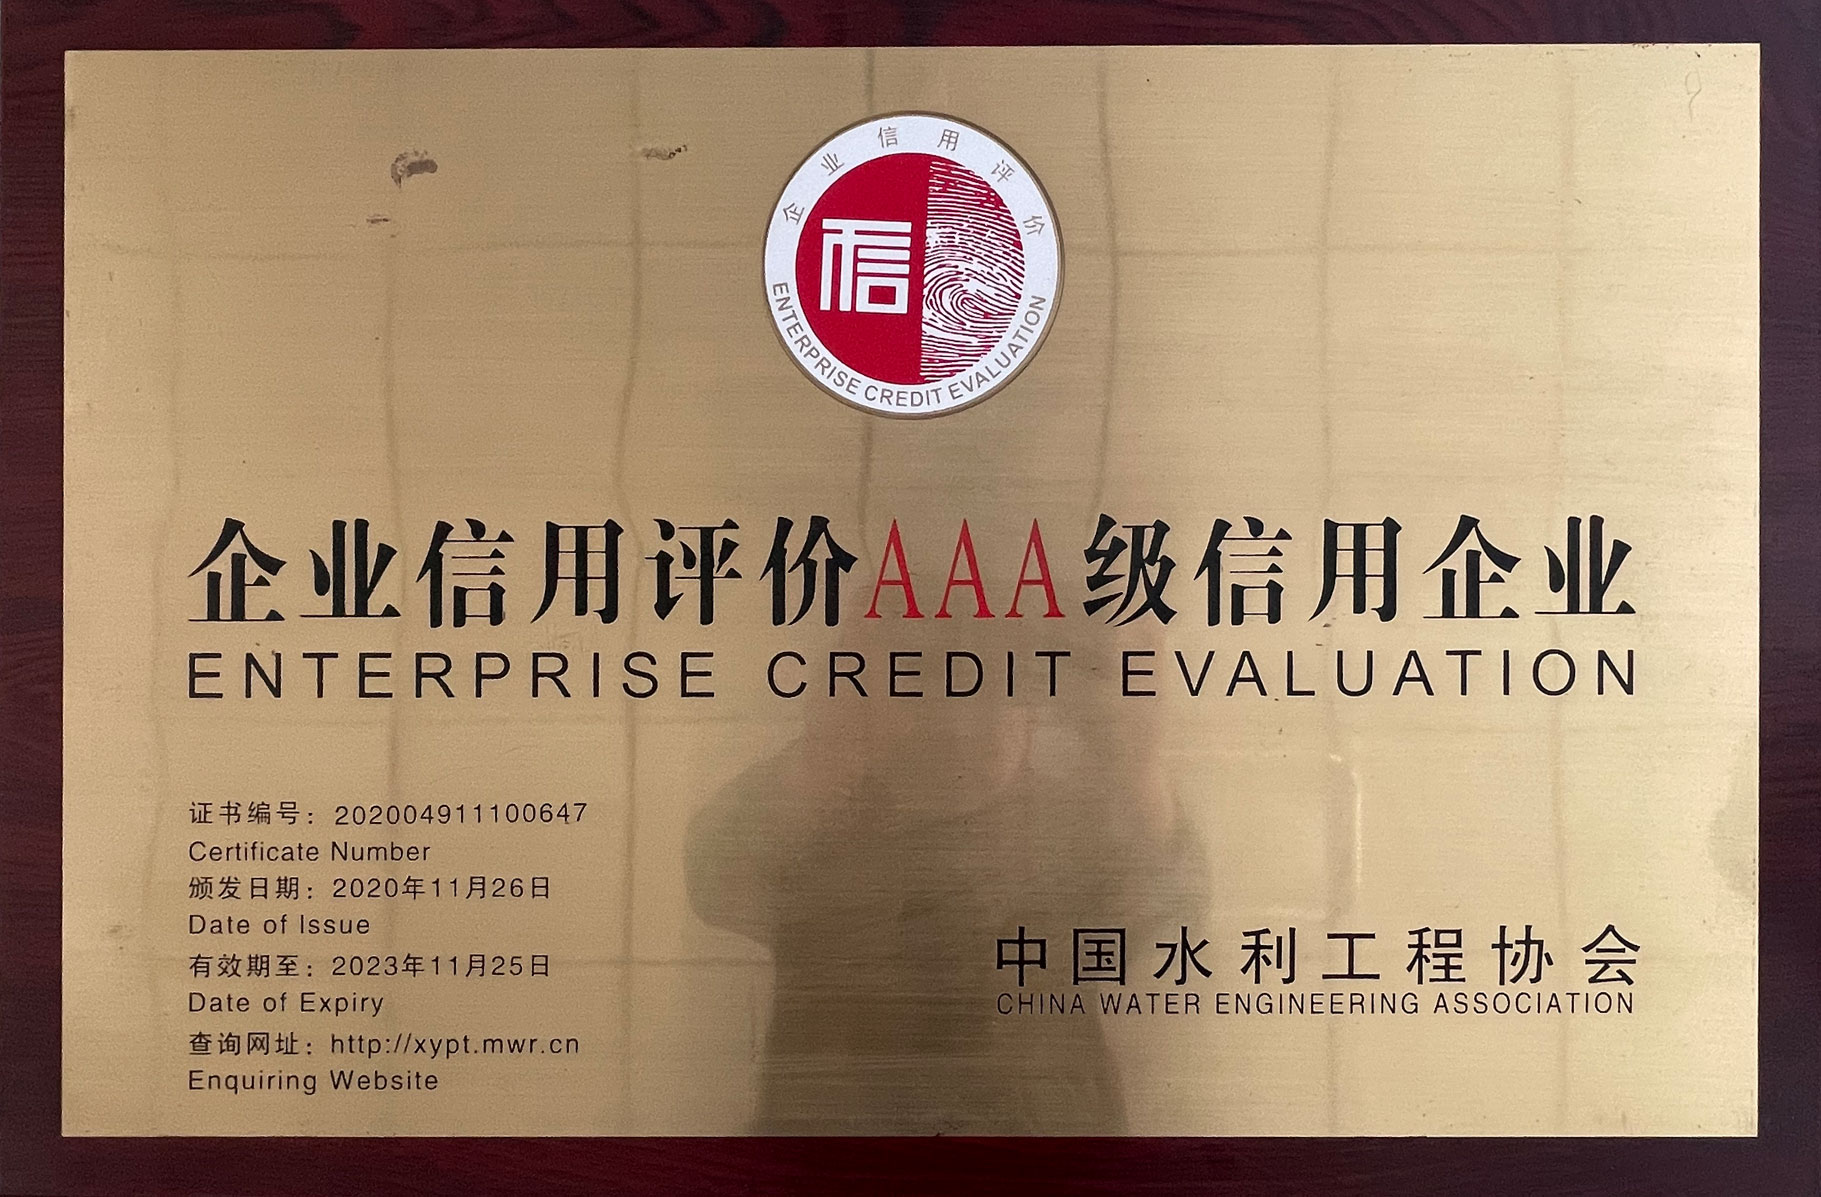 企业信用评价
信
ENTERPRISE CREDIT EVALUATION
企业信用评价AAA级信用企业
ENTERPRISE CREDIT EVALUATION
证书编号：202004911100647
Certificate Number
颁发日期：2020年11月26日
Date of Issue
有效期至：2023年11月25日
Date of Expiry
查询网址：http://xypt.mwr.cn
Enquiring Website
中国水利工程协会
CHINA WATER ENGINEERING ASSOCIATION